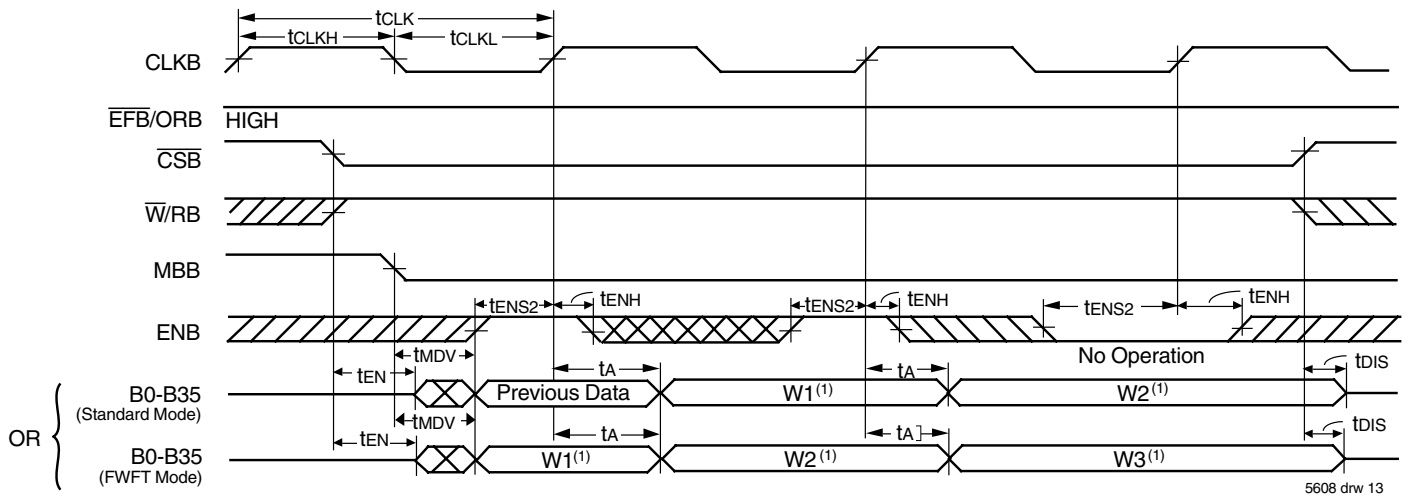 tCLK
tCLKH tCLKL
CLKB
EFB/ORB HIGH
CSB
W/RB
MBB
tENS2 tENH tENS2 tENH tENS2 tENH
ENB
No Operation
tMDV
tEN tA tA tDIS
B0-B35 Previous Data W1(1) W2(1)
(Standard Mode)
OR
tMDV
tEN tA tA] tDIS
B0-B35 W1(1) W2(1) W3(1)
(FWFT Mode)
5608 drw 13